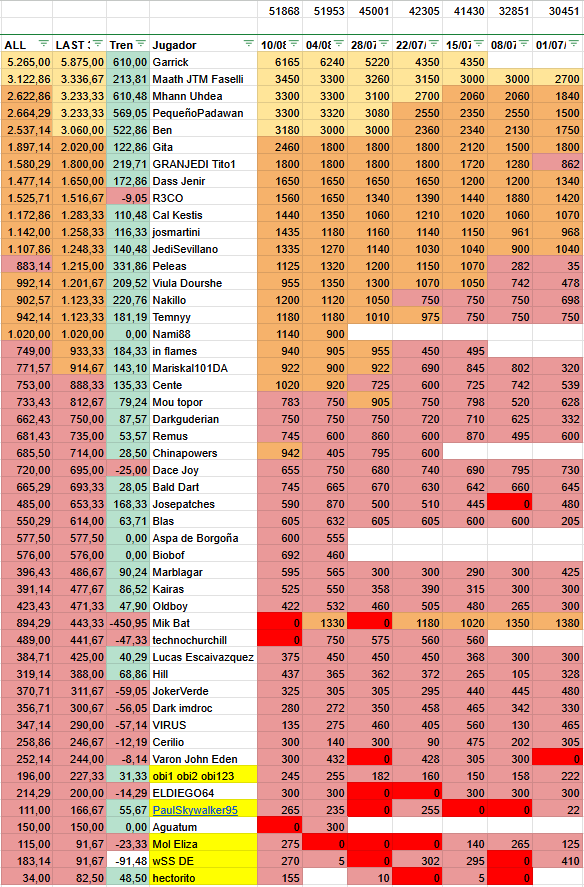 51868 51953 45001 42305 41430 32851 30451
ALL LAST 3 Tren Jugador 10/08 04/08 28/07 22/07/ 15/07 08/07 01/07/
5.265,00 5.875,00 610,00 Garrick 6165 6240 5220 4350 4350
3.122,86 3.336,67 213,81 Maath JTM Faselli 3450 3300 3260 3150 3000 3000 2700
2.622,86 3.233,33 610,48 Mhann Uhdea 3300 3300 3100 2700 2060 2060 1840
2.664,29 3.233,33 569,05 PequeñoPadawan 3300 3320 3080 2550 2350 2550 1500
2.537,14 3.060,00 522,86 Ben 3180 3000 3000 2360 2340 2130 1750
1.897,14 2.020,00 122,86 Gita 2460 1800 1800 1800 2120 1500 1800
1.580,29 1.800,00 219,71 GRANJEDI Tito1 1800 1800 1800 1800 1720 1280 862
1.477,14 1.650,00 172,86 Dass Jenir 1650 1650 1650 1650 1200 1200 1340
1.525,71 1.516,67 -9,05 R3CO 1560 1650 1340 1390 1440 1880 1420
1.172,86 1.283,33 110,48 Cal Kestis 1440 1350 1060 1210 1020 1060 1070
1.142,00 1.258,33 116,33 josmartini 1435 1180 1160 1140 1150 961 968
1.107,86 1.248,33 140,48 JediSevillano 1335 1270 1140 1030 1040 900 1040
883,14 1.215,00 331,86 Peleas 1125 1320 1200 1150 1070 282 35
992,14 1.201,67 209,52 Viula Dourshe 955 1350 1300 1070 1050 742 478
902,57 1.123,33 220,76 Nakillo 1200 1120 1050 750 750 750 698
942,14 1.123,33 181,19 Temnyy 1180 1180 1010 975 750 750 750
1.020,00 1.020,00 0,00 Nami88 1140 900
749,00 933,33 184,33 in flames 940 905 955 450 495
771,57 914,67 143,10 Mariskal101DA 922 900 922 690 845 802 320
753,00 888,33 135,33 Cente 1020 920 725 600 725 742 539
733,43 812,67 79,24 Mou topor 783 750 905 750 798 520 628
662,43 750,00 87,57 Darkguderian 750 750 750 720 710 625 332
681,43 735,00 53,57 Remus 745 600 860 600 870 495 600
685,50 714,00 28,50 Chinapowers 942 405 795 600
720,00 695,00 -25,00 Dace Joy 655 750 680 740 690 795 730
665,29 693,33 28,05 Bald Dart 745 665 670 630 642 660 645
485,00 653,33 168,33 Josepatches 590 870 500 510 445 0 480
550,29 614,00 63,71 Blas 605 632 605 605 600 600 205
577,50 577,50 0,00 Aspa de Borgoña 600 555
576,00 576,00 0,00 Biobof 692 460
396,43 486,67 90,24 Marblagar 595 565 300 300 290 300 425
391,14 477,67 86,52 Kairas 525 550 358 390 315 300 300
423,43 471,33 47,90 Oldboy 422 532 460 505 480 265 300
894,29 443,33 -450,95 Mik Bat 0 1330 0 1180 1020 1350 1380
489,00 441,67 -47,33 technochurchill 0 750 575 560 560
384,71 425,00 40,29 Lucas Escaivazquez 375 450 450 450 368 300 300
319,14 388,00 68,86 Hill 437 365 362 372 265 105 328
370,71 311,67 -59,05 JokerVerde 325 305 305 295 440 445 480
356,71 300,67 -56,05 Dark imdroc 280 272 350 458 465 342 330
347,14 290,00 -57,14 VIRUS 135 275 460 405 560 130 465
258,86 246,67 -12,19 Cerilio 300 140 300 90 475 202 305
252,14 244,00 -8,14 Varon John Eden 300 432 0 428 305 300 0
196,00 227,33 31,33 obi1 obi2 obi123 245 255 182 160 150 158 222
214,29 200,00 -14,29 ELDIEGO64 300 300 0 0 300 300 300
111,00 166,67 55,67 PaulSkywalker95 265 235 0 255 0 0 22
150,00 150,00 0,00 Aguatum 0 300
115,00 91,67 -23,33 Mol Eliza 275 0 0 0 140 265 125
183,14 91,67 -91,48 wSS DE 270 5 0 302 295 0 410
34,00 82,50 48,50 hectorito 155 10 0 5 0